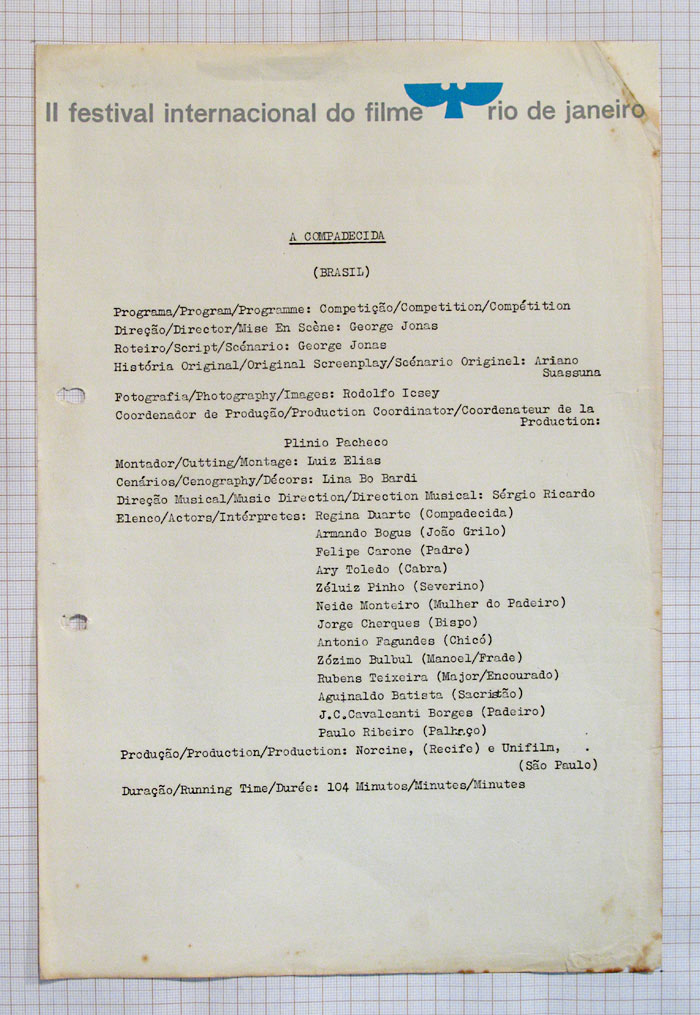 II festival internacional do filme rio de janeiro
A COMPADECIDA
(BRASIL)
Programa/Program/Programme: Competição/Competition/Compétition
Direção/Director/Mise En Scène: George Jonas
Roteiro/Script/Scénario: George Jonas
História Original/Original Screenplay/Scénario Originel: Ariano
Suassuna
Fotografia/Photography/Images: Rodolfo Icsey
Coordenador de Produção/Production Coordinator/Coordenateur de la
Production:
Plinio Pacheco
Montador/Cutting/Montage: Luiz Elias
Cenários/Cenography/Décors: Lina Bo Bardi
Direção Musical/Music Direction/Direction Musical: Sérgio Ricardo
Elenco/Actors/Intérpretes: Regina Duarte (Compadecida)
Armando Bogus (João Grilo)
Felipe Carone (Padre)
Ary Toledo (Cabra)
Zéluiz Pinho (Severino)
Neide Monteiro (Mulher do Padeiro)
Jorge Cherques (Bispo)
Antonio Fagundes (Chicó)
Zózimo Bulbul (Manoel/Frade)
Rubens Teixeira (Major/Encourado)
Aguinaldo Batista (Sacristão)
J.C.Cavalcanti Borges (Padeiro)
Paulo Ribeiro (Palhaço)
Produção/Production/Production: Norcine, (Recife) e Unifilm,
(São Paulo)
Duração/Running Time/Durée: 104 Minutos/Minutes/Minutes